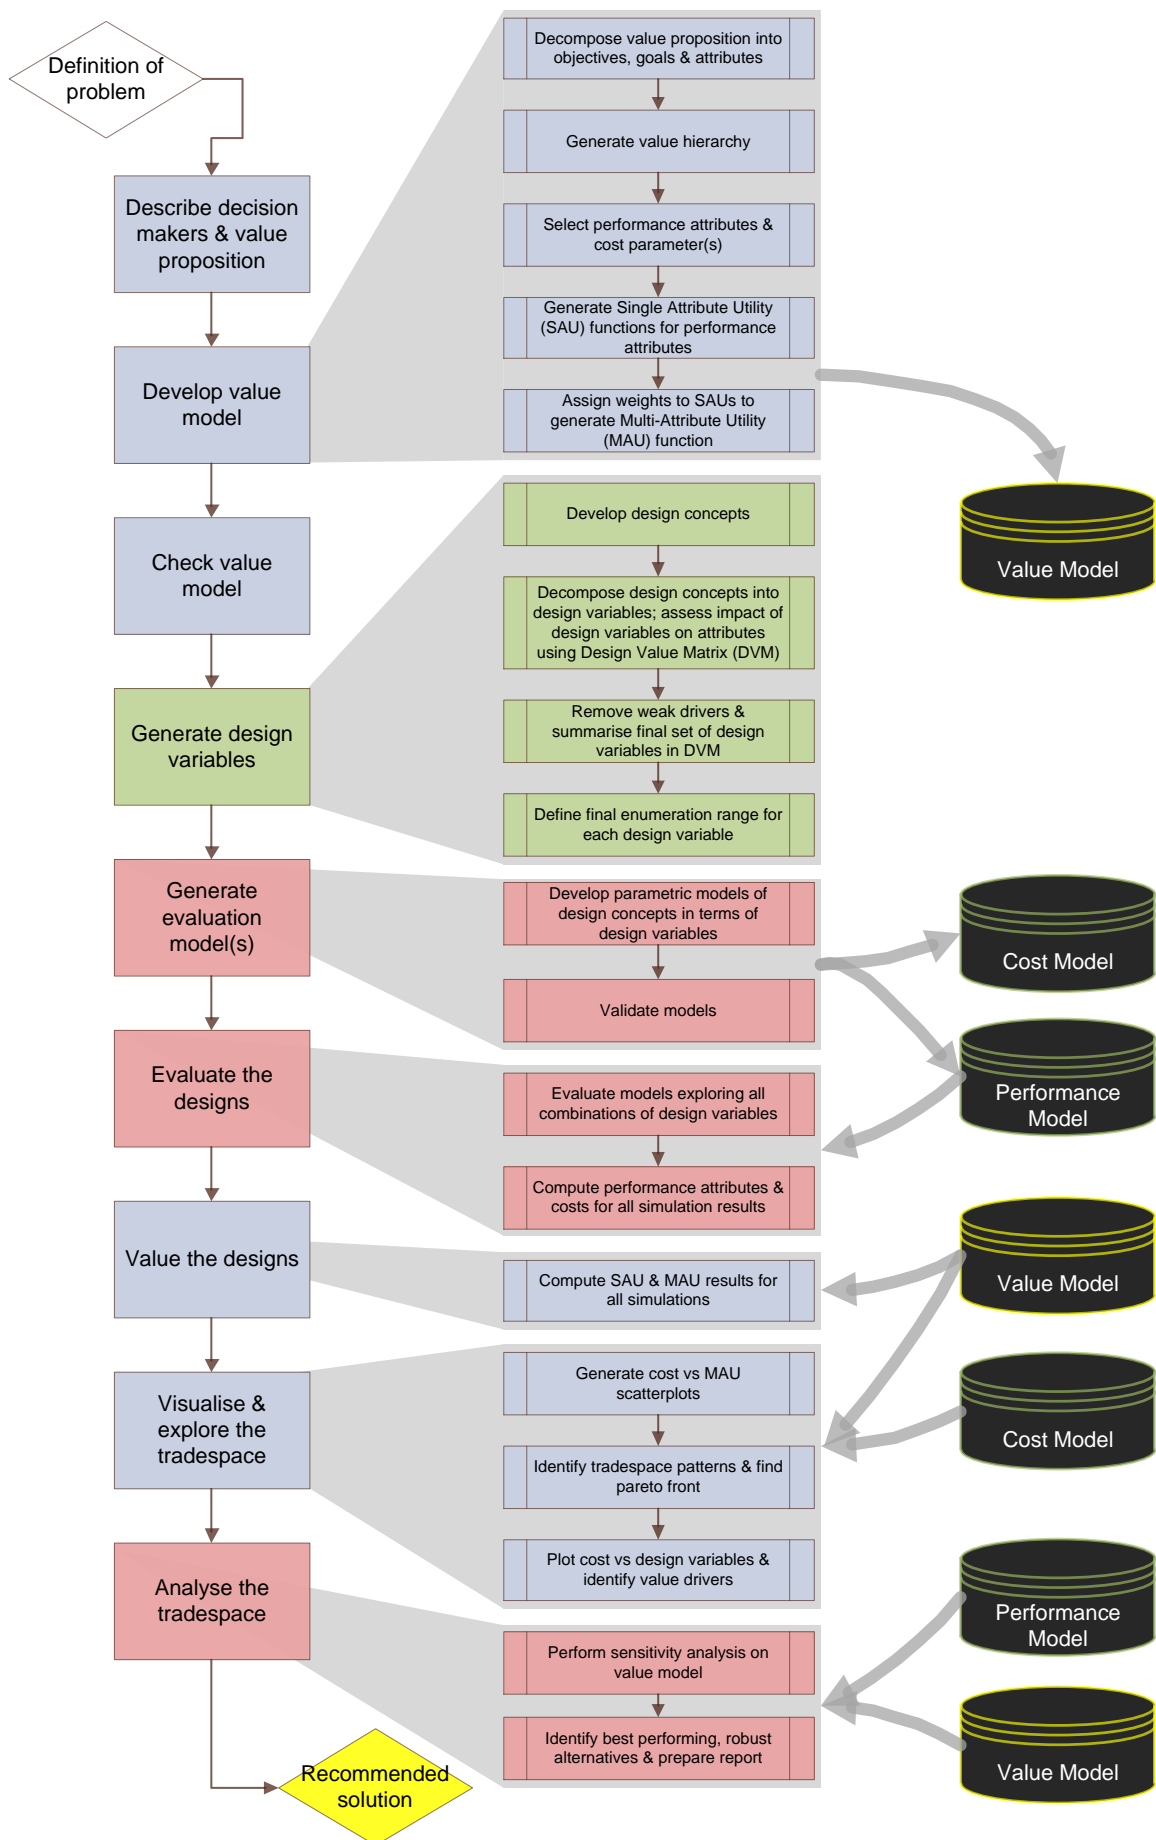 Definition of
problem
Describe decision
makers & value
proposition
Develop value
model
Check value
model
Generate design
variables
Generate
evaluation
model(s)
Evaluate the
designs
Value the designs
Visualise &
explore the
tradespace
Analyse the
tradespace
Recommended
solution
Decompose value proposition into
objectives, goals & attributes
Generate value hierarchy
Select performance attributes &
cost parameter(s)
Generate Single Attribute Utility
(SAU) functions for performance
attributes
Assign weights to SAUs to
generate Multi-Attribute Utility
(MAU) function
Develop design concepts
Decompose design concepts into
design variables; assess impact of
design variables on attributes
using Design Value Matrix (DVM)
Remove weak drivers &
summarise final set of design
variables in DVM
Define final enumeration range for
each design variable
Develop parametric models of
design concepts in terms of
design variables
Validate models
Evaluate models exploring all
combinations of design variables
Compute performance attributes &
costs for all simulation results
Compute SAU & MAU results for
all simulations
Generate cost vs MAU
scatterplots
Identify tradespace patterns & find
pareto front
Plot cost vs design variables &
identify value drivers
Perform sensitivity analysis on
value model
Identify best performing, robust
alternatives & prepare report
Value Model
Cost Model
Performance
Model
Value Model
Cost Model
Performance
Model
Value Model